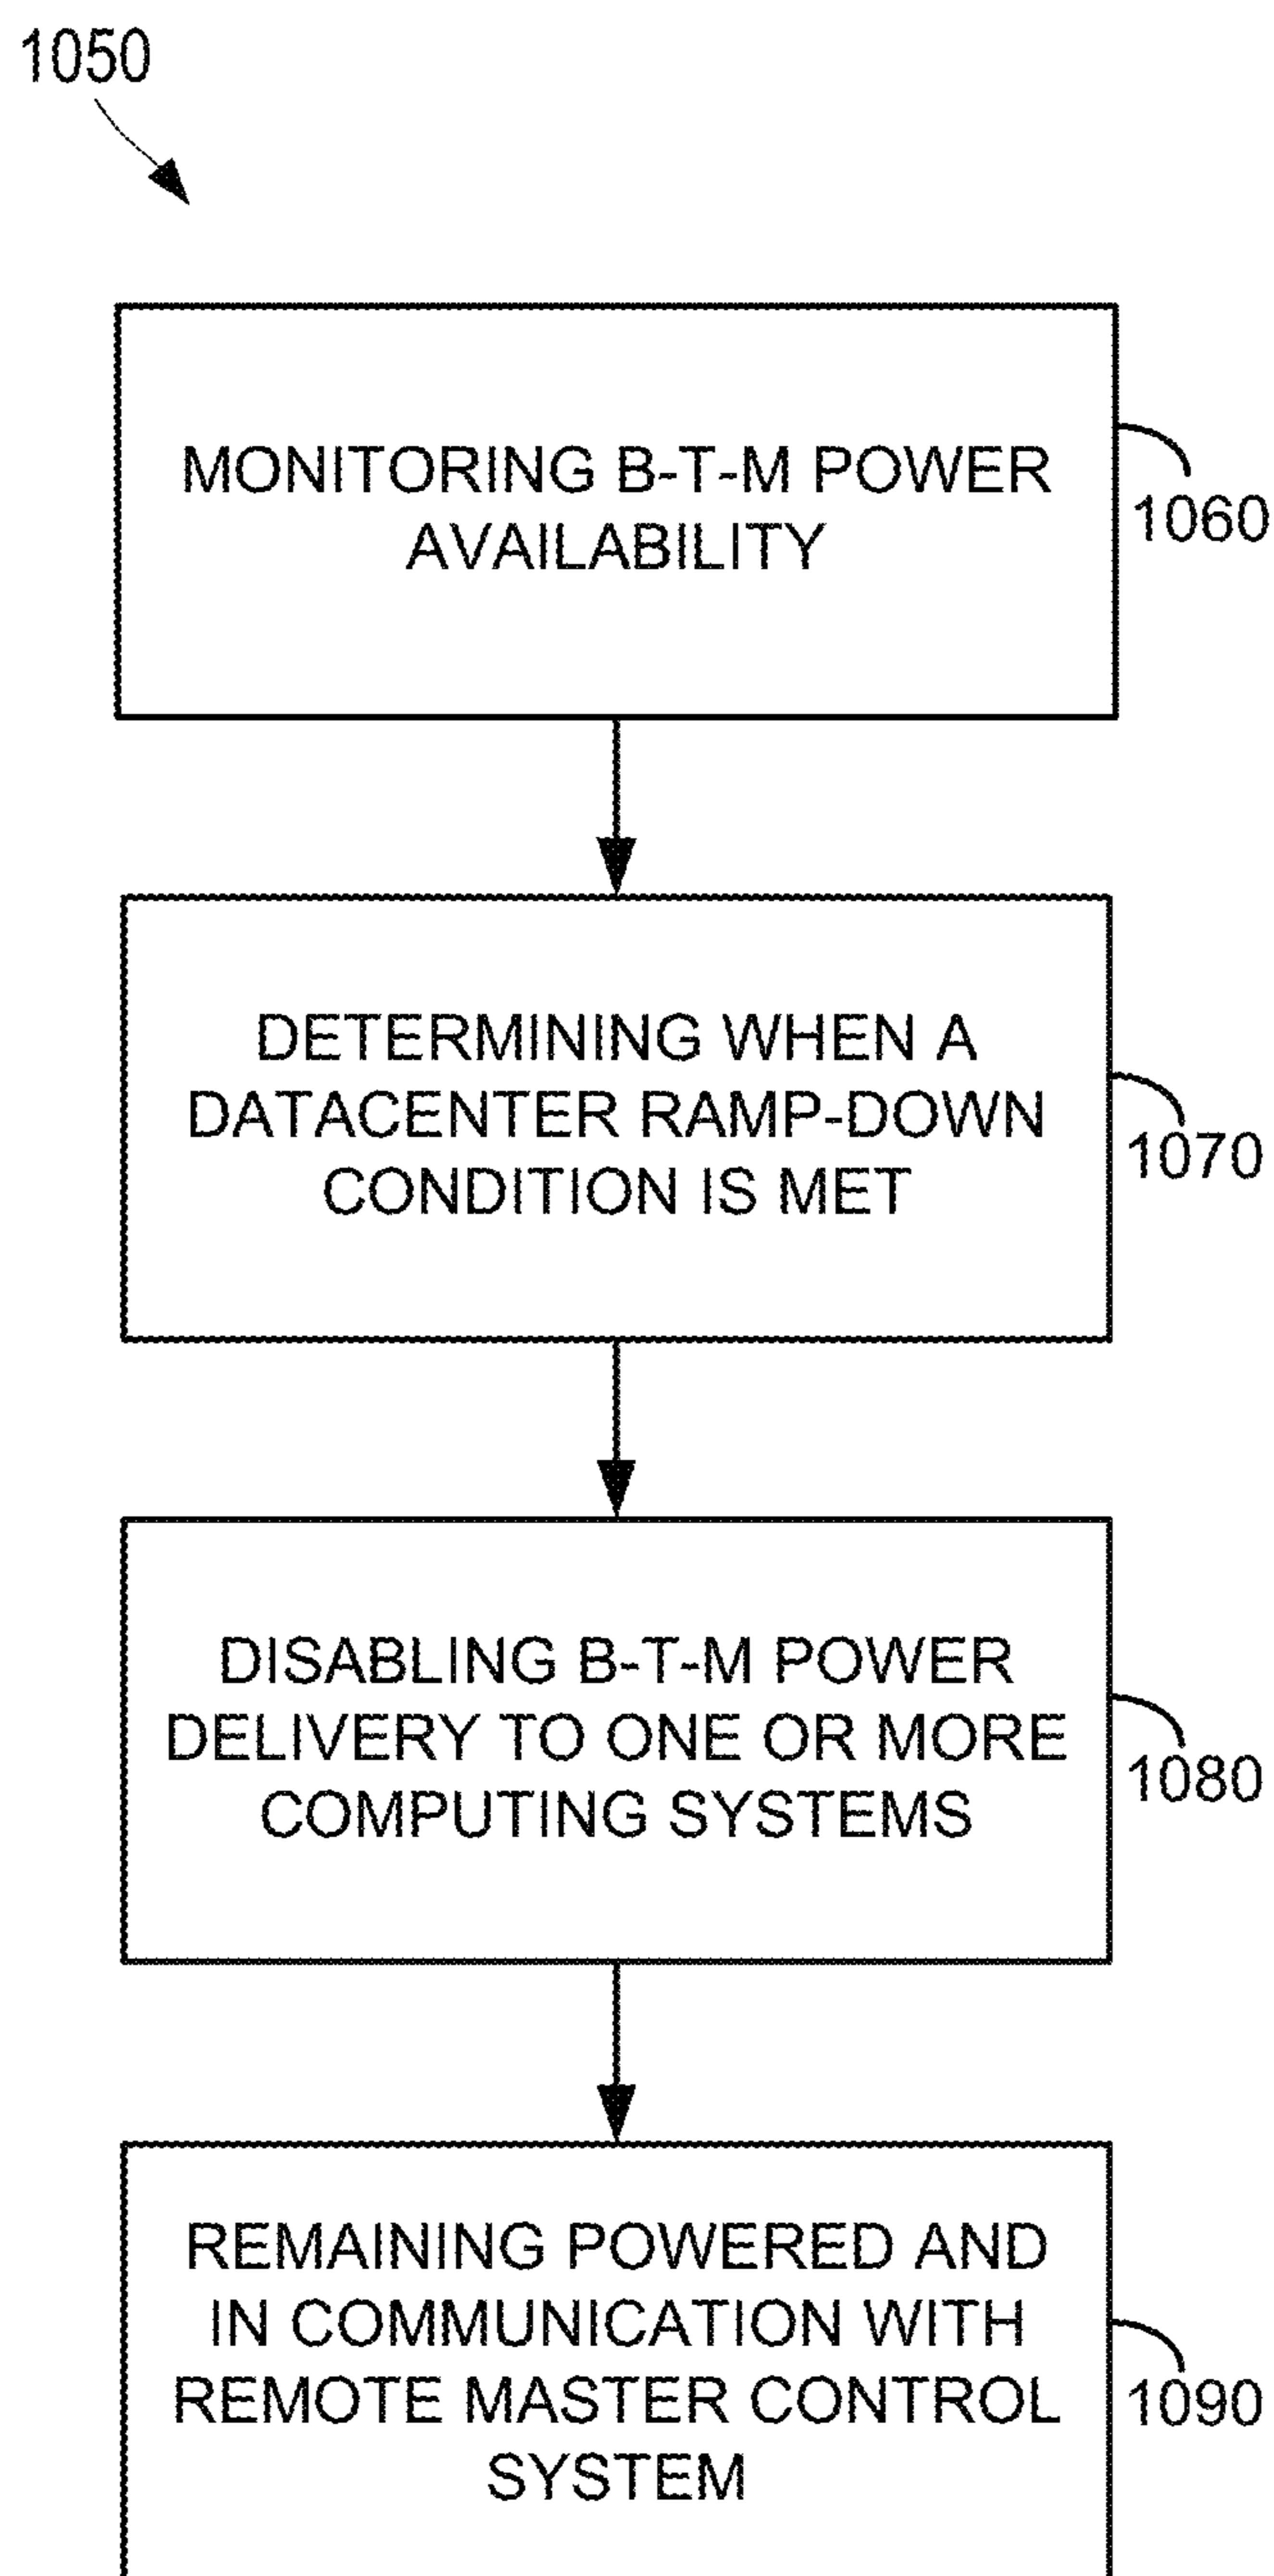 1050
MONITORING B-T-M POWER
AVAILABILITY
1060
DETERMINING WHEN A
DATACENTER RAMP-DOWN
CONDITION IS MET
1070
DISABLING B-T-M POWER
DELIVERY TO ONE OR MORE
COMPUTING SYSTEMS
1080
REMAINING POWERED AND
IN COMMUNICATION WITH
REMOTE MASTER CONTROL
SYSTEM
1090